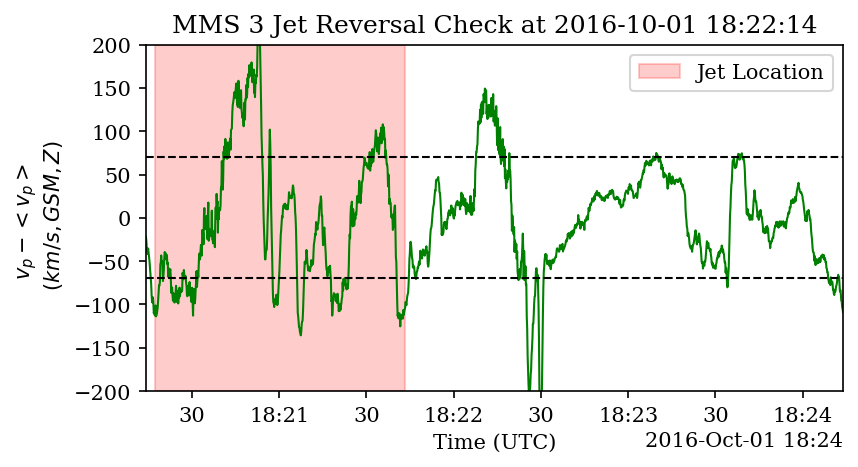 MMS 3 Jet Reversal Check at 2016-10-01 18:22:14
Jet Location
200
150
100
50
0
−50
−100
−150
−200
v_p − <v_p>
(km/s, GSM, Z)
30 18:21 30 18:22 30 18:23 30 18:24
Time (UTC)
2016-Oct-01 18:24